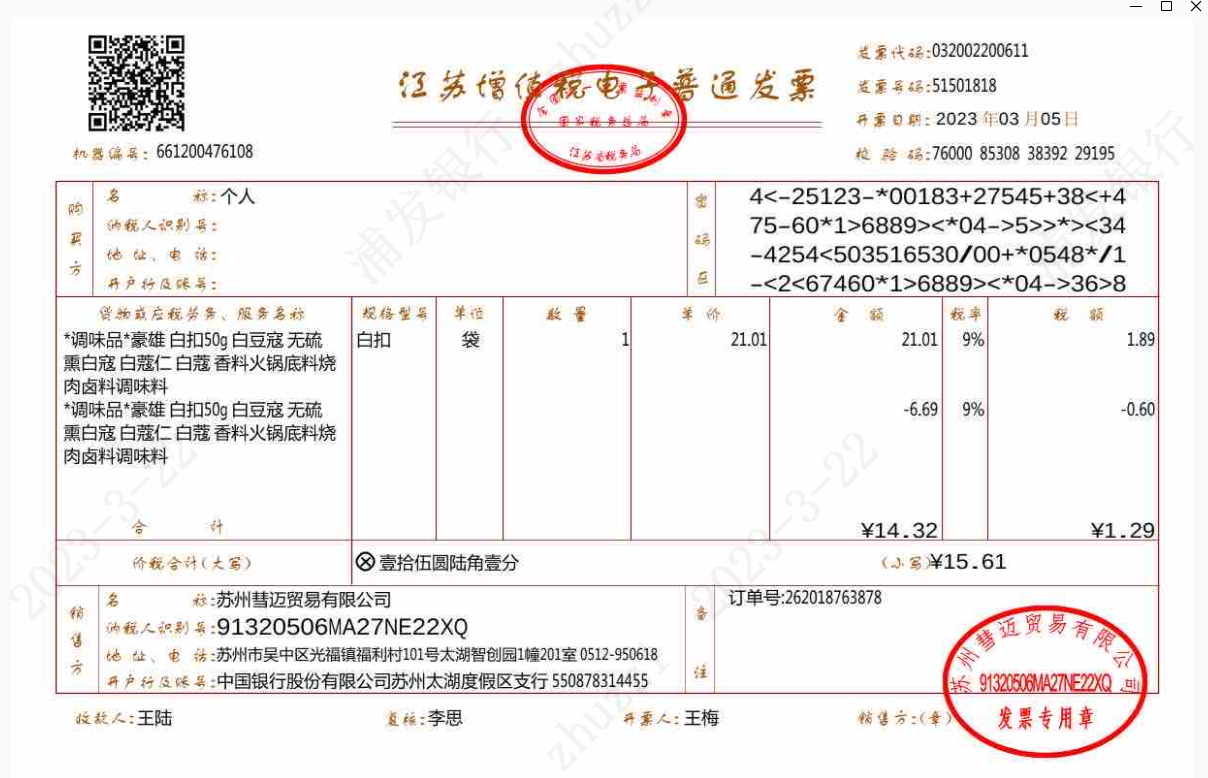 江苏增值税电子普通发票
全国统一发票监制章
国家税务总局
江苏省税务局
机器编号: 661200476108
发票代码:032002200611
发票号码:51501818
开票日期: 2023 年03 月05日
校 验 码:76000 85308 38392 29195
购买方
名 称: 个人
纳税人识别号:
地 址、电 话:
开户行及账号:
密码区
4<-25123-*00183+27545+38<+4
75-60*1>6889><*04->5>>*><34
-4254<503516530/00+*0548*/1
-<2<67460*1>6889><*04->36>8
货物或应税劳务、服务名称 规格型号 单位 数 量 单 价 金 额 税率 税 额
*调味品*豪雄 白扣50g 白豆寇 无硫 白扣 袋 1 21.01 21.01 9% 1.89
熏白寇 白蔻仁 白蔻 香料火锅底料烧
肉卤料调味料
*调味品*豪雄 白扣50g 白豆寇 无硫 -6.69 9% -0.60
熏白寇 白蔻仁 白蔻 香料火锅底料烧
肉卤料调味料
合 计 ¥14.32 ¥1.29
价税合计(大写) ⊗ 壹拾伍圆陆角壹分 (小写)¥15.61
销售方
名 称:苏州彗迈贸易有限公司
纳税人识别号:91320506MA27NE22XQ
地 址、电 话:苏州市吴中区光福镇福利村101号太湖智创园1幢201室 0512-950618
开户行及账号:中国银行股份有限公司苏州太湖度假区支行 550878314455
备注
订单号:262018763878
苏州彗迈贸易有限公司
91320506MA27NE22XQ
发票专用章
收款人:王陆 复核:李思 开票人:王梅 销售方:(章)
浦发银行
2023-3-22
2023-3-22